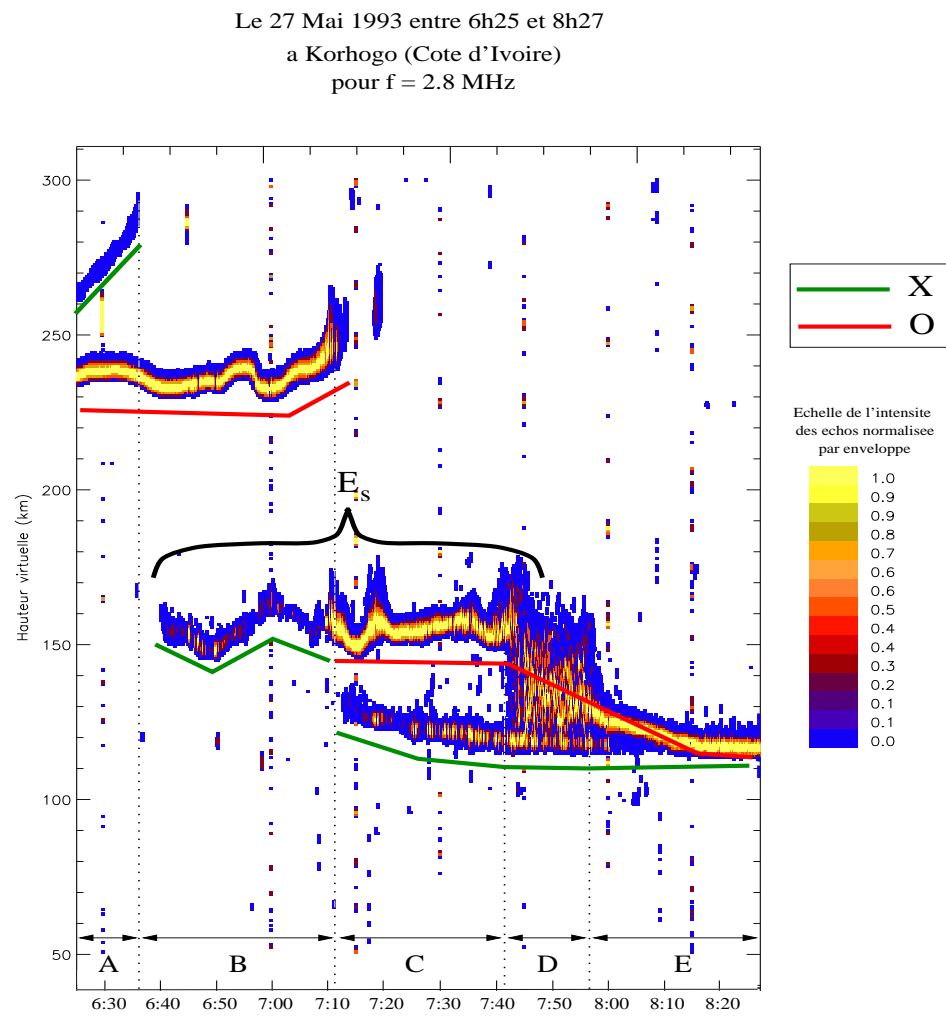 Le 27 Mai 1993 entre 6h25 et 8h27
a Korhogo (Cote d'Ivoire)
pour f = 2.8 MHz
300
250
200
150
100
50
Hauteur virtuelle (km)
Es
A
B
C
D
E
6:30 6:40 6:50 7:00 7:10 7:20 7:30 7:40 7:50 8:00 8:10 8:20
X
O
Echelle de l'intensite
des echos normalisee
par enveloppe
1.0
0.9
0.9
0.8
0.7
0.6
0.6
0.5
0.4
0.3
0.2
0.1
0.1
0.0